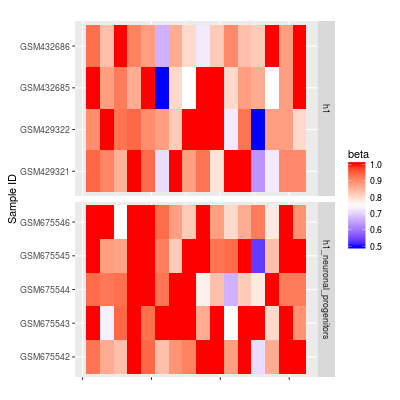 GSM432686
GSM432685
GSM429322
GSM429321
h1
GSM675546
GSM675545
GSM675544
GSM675543
GSM675542
h1_neuronal_progenitors
Sample ID
beta
1.0
0.9
0.8
0.7
0.6
0.5